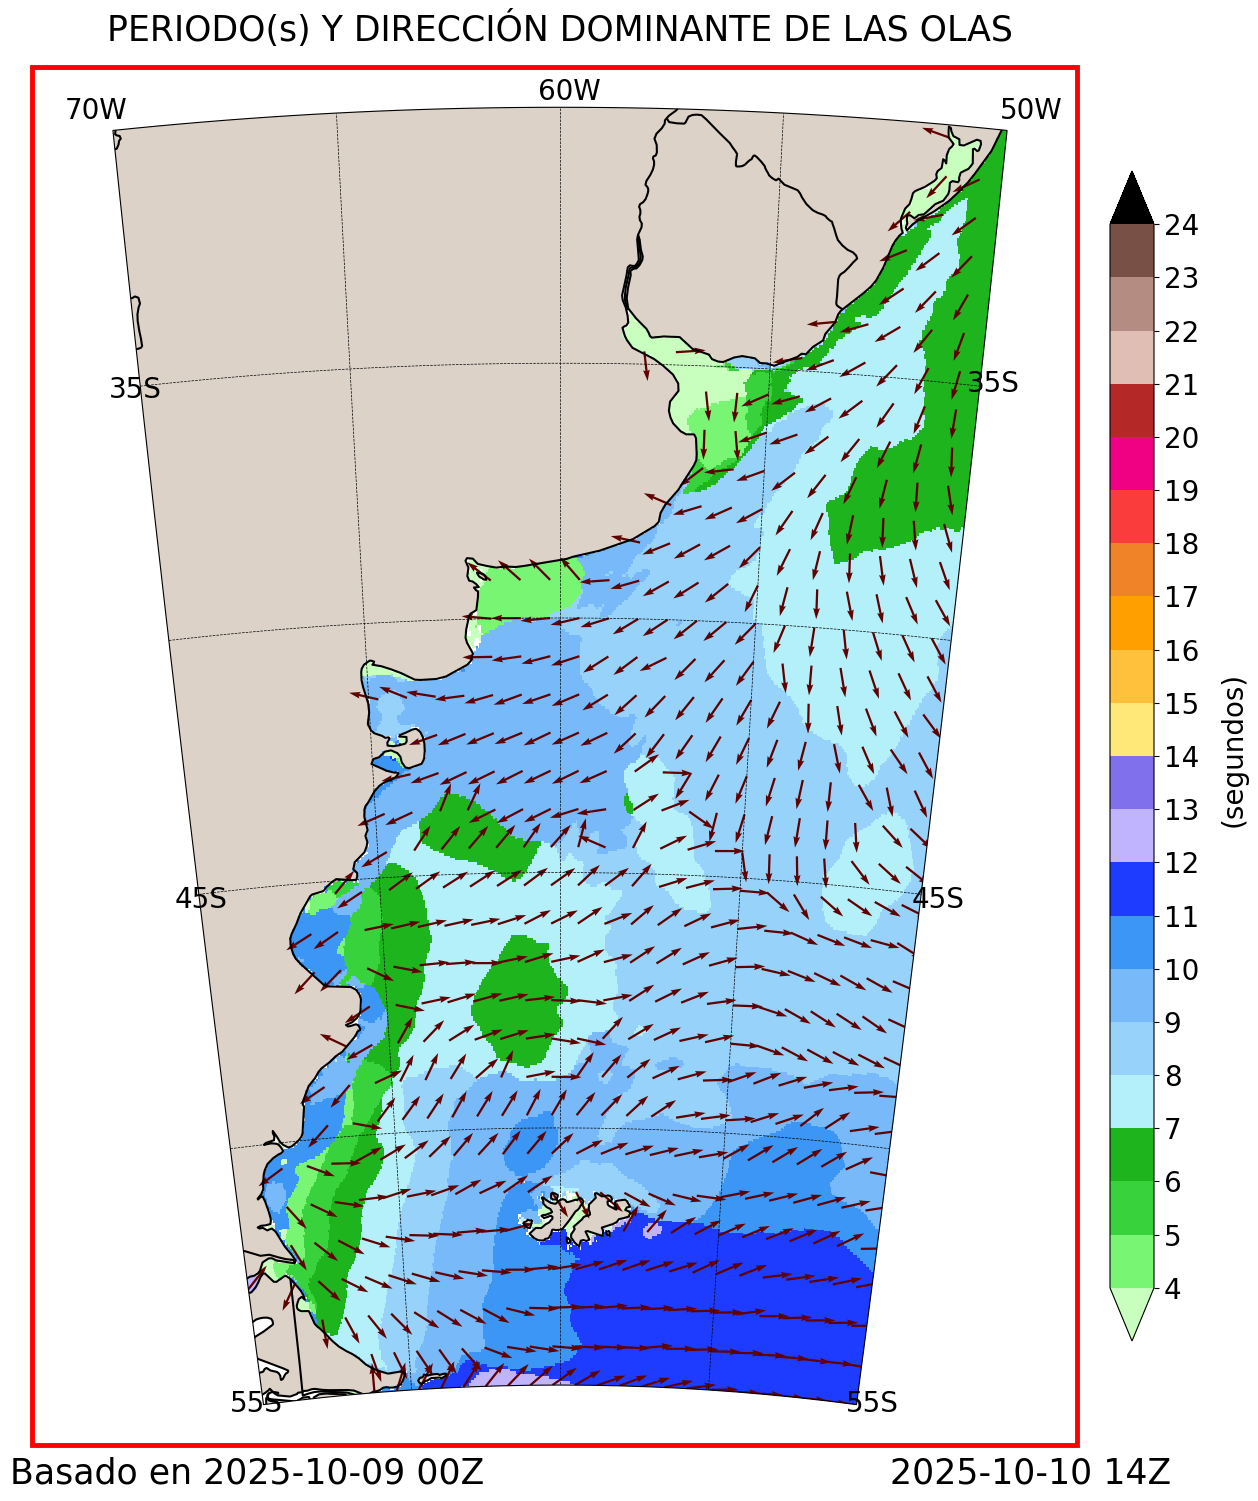 PERIODO(s) Y DIRECCIÓN DOMINANTE DE LAS OLAS
70W
60W
50W
35S
35S
45S
45S
55S
55S
24
23
22
21
20
19
18
17
16
15
14
13
12
11
10
9
8
7
6
5
4
(segundos)
Basado en 2025-10-09 00Z
2025-10-10 14Z